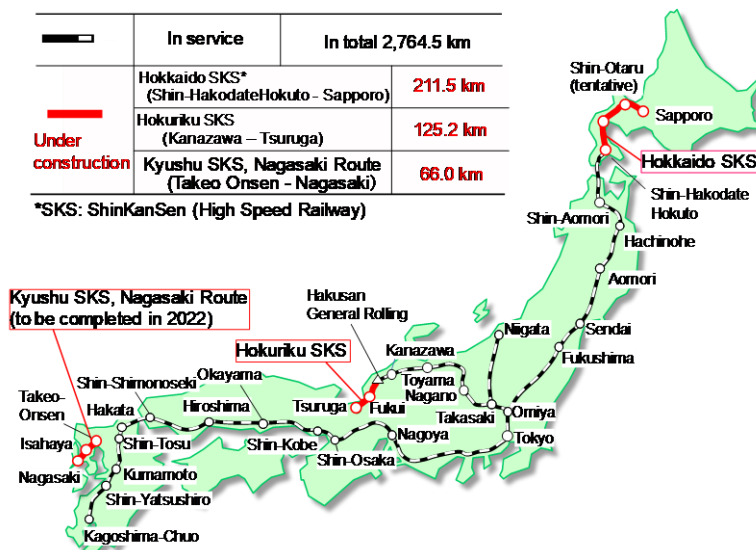 In service
In total 2,764.5 km
Under
construction
Hokkaido SKS*
(Shin-HakodateHokuto - Sapporo)
211.5 km
Hokuriku SKS
(Kanazawa – Tsuruga)
125.2 km
Kyushu SKS, Nagasaki Route
(Takeo Onsen - Nagasaki)
66.0 km
*SKS: ShinKanSen (High Speed Railway)
Shin-Otaru
(tentative)
Sapporo
Hokkaido SKS
Shin-Hakodate
Hokuto
Shin-Aomori
Hachinohe
Aomori
Kyushu SKS, Nagasaki Route
(to be completed in 2022)
Hakusan
General Rolling
Niigata
Sendai
Hokuriku SKS
Kanazawa
Fukushima
Toyama
Nagano
Okayama
Shin-Shimonoseki
Takeo-
Onsen
Hakata
Hiroshima
Tsuruga
Fukui
Takasaki
Omiya
Isahaya
Shin-Tosu
Shin-Kobe
Nagoya
Tokyo
Nagasaki
Kumamoto
Shin-Osaka
Shin-Yatsushiro
Kagoshima-Chuo